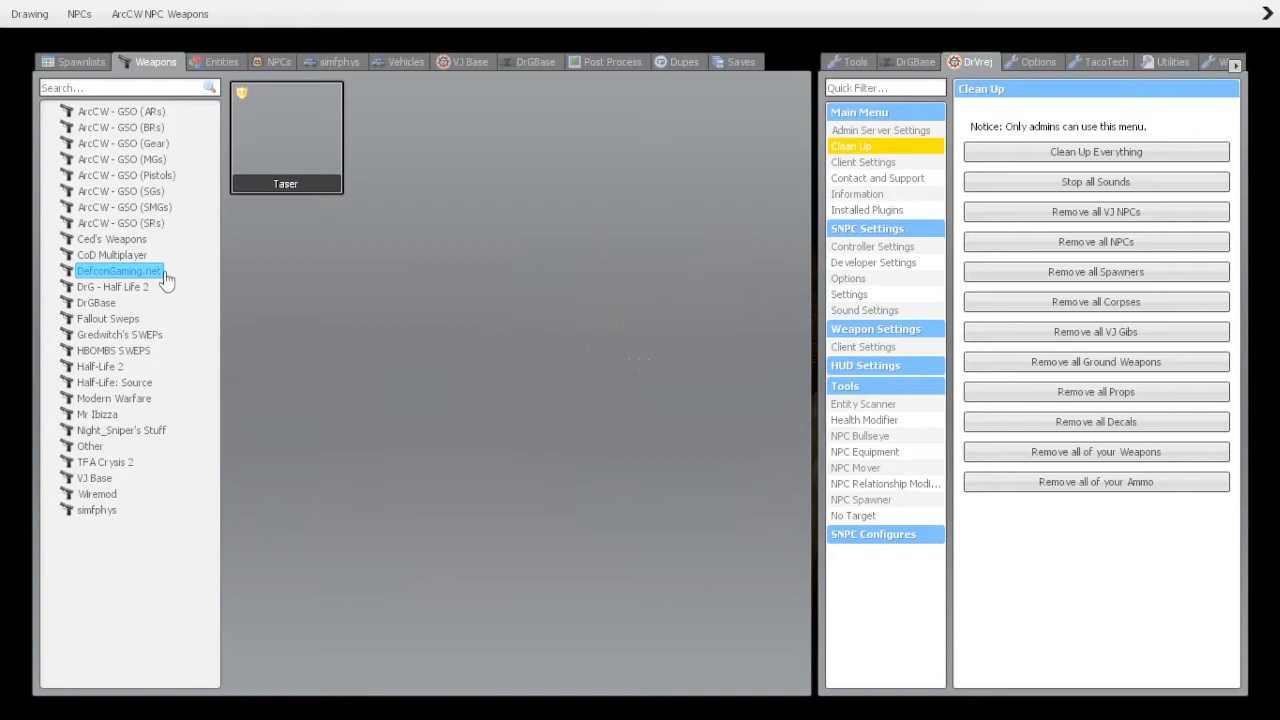 Drawing NPCs ArcCW NPC Weapons
Spawnlists Weapons Entities NPCs simfphys Vehicles VJ Base DrGBase Post Process Dupes Saves
Search...
ArcCW - GSO (ARs)
ArcCW - GSO (BRs)
ArcCW - GSO (Gear)
ArcCW - GSO (MGs)
ArcCW - GSO (Pistols)
ArcCW - GSO (SGs)
ArcCW - GSO (SMGs)
ArcCW - GSO (SRs)
Ced's Weapons
CoD Multiplayer
DefconGaming.net
DrG - Half Life 2
DrGBase
Fallout Sweps
Gredwitch's SWEPs
HBOMBS SWEPS
Half-Life 2
Half-Life: Source
Modern Warfare
Mr Ibizza
Night_Sniper's Stuff
Other
TFA Crysis 2
VJ Base
Wiremod
simfphys
Taser
Tools DrGBase DrVrej Options TacoTech Utilities W
Quick Filter...
Main Menu
Admin Server Settings
Clean Up
Client Settings
Contact and Support
Information
Installed Plugins
SNPC Settings
Controller Settings
Developer Settings
Options
Settings
Sound Settings
Weapon Settings
Client Settings
HUD Settings
Tools
Entity Scanner
Health Modifier
NPC Bullseye
NPC Equipment
NPC Mover
NPC Relationship Modi...
NPC Spawner
No Target
SNPC Configures
Clean Up
Notice: Only admins can use this menu.
Clean Up Everything
Stop all Sounds
Remove all VJ NPCs
Remove all NPCs
Remove all Spawners
Remove all Corpses
Remove all VJ Gibs
Remove all Ground Weapons
Remove all Props
Remove all Decals
Remove all of your Weapons
Remove all of your Ammo